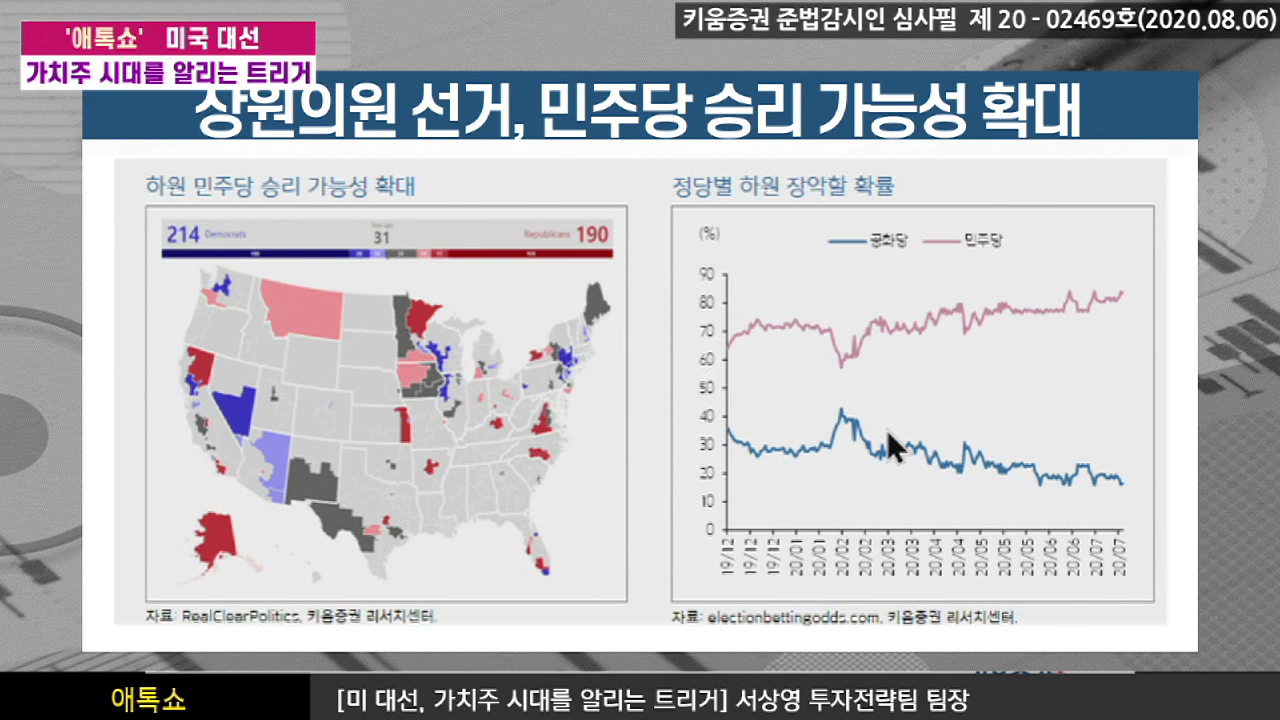 키움증권 준법감시인 심사필 제 20 - 02469호(2020.08.06)
'애톡쇼' 미국 대선
가치주 시대를 알리는 트리거
상원의원 선거, 민주당 승리 가능성 확대
하원 민주당 승리 가능성 확대
214 Democrats
31
Republicans 190
자료: RealClearPolitics, 키움증권 리서치센터.
정당별 하원 장악할 확률
(%)
공화당 민주당
90
80
70
60
50
40
30
20
10
0
19/12 19/12 19/12 20/01 20/01 20/02 20/02 20/03 20/03 20/04 20/04 20/05 20/05 20/05 20/06 20/06 20/07 20/07
자료: electionbettingodds.com, 키움증권 리서치센터.
애톡쇼
[미 대선, 가치주 시대를 알리는 트리거] 서상영 투자전략팀 팀장